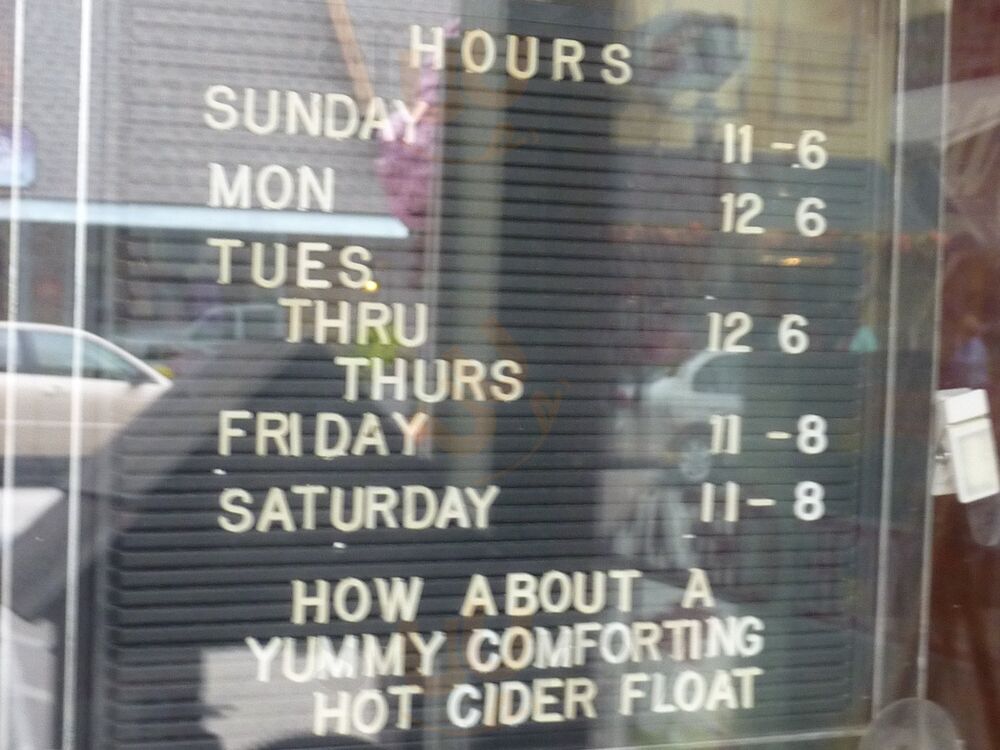 HOURS
SUNDAY 11 - 6
MON 12 6
TUES
THRU 12 6
THURS
FRIDAY 11 - 8
SATURDAY 11 - 8
HOW ABOUT A
YUMMY COMFORTING
HOT CIDER FLOAT